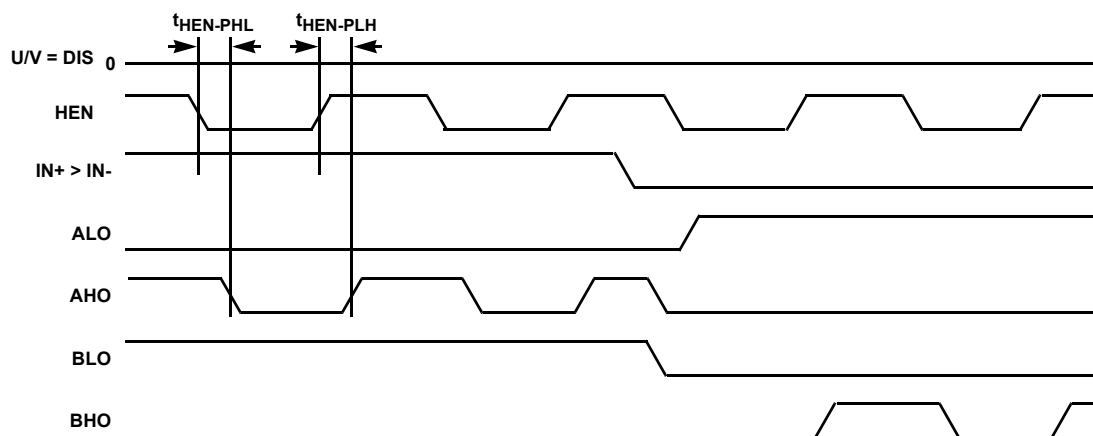 tHEN-PHL tHEN-PLH
U/V = DIS 0
HEN
IN+ > IN-
ALO
AHO
BLO
BHO